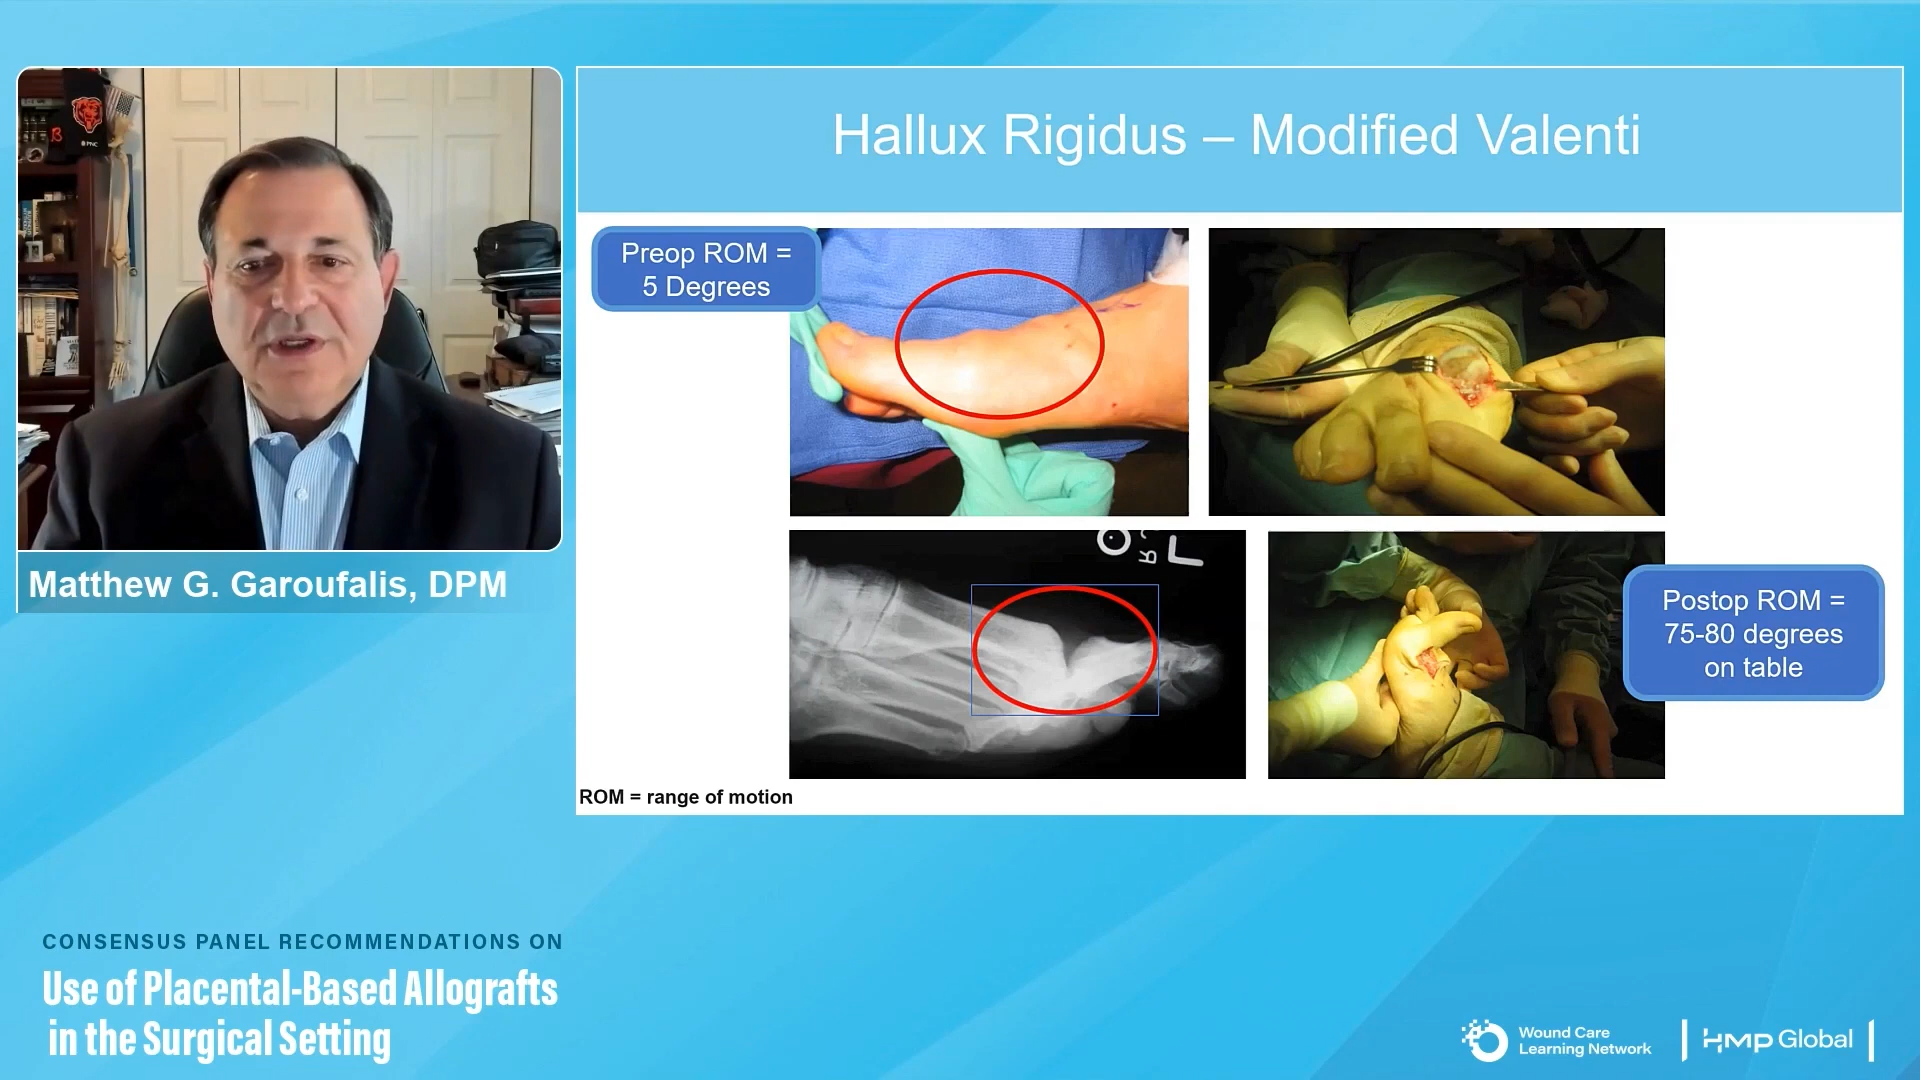 Hallux Rigidus – Modified Valenti
Preop ROM =
5 Degrees
Postop ROM =
75-80 degrees
on table
ROM = range of motion
PNC
L
R
Matthew G. Garoufalis, DPM
CONSENSUS PANEL RECOMMENDATIONS ON
Use of Placental-Based Allografts
in the Surgical Setting
Wound Care
Learning Network
HMP Global